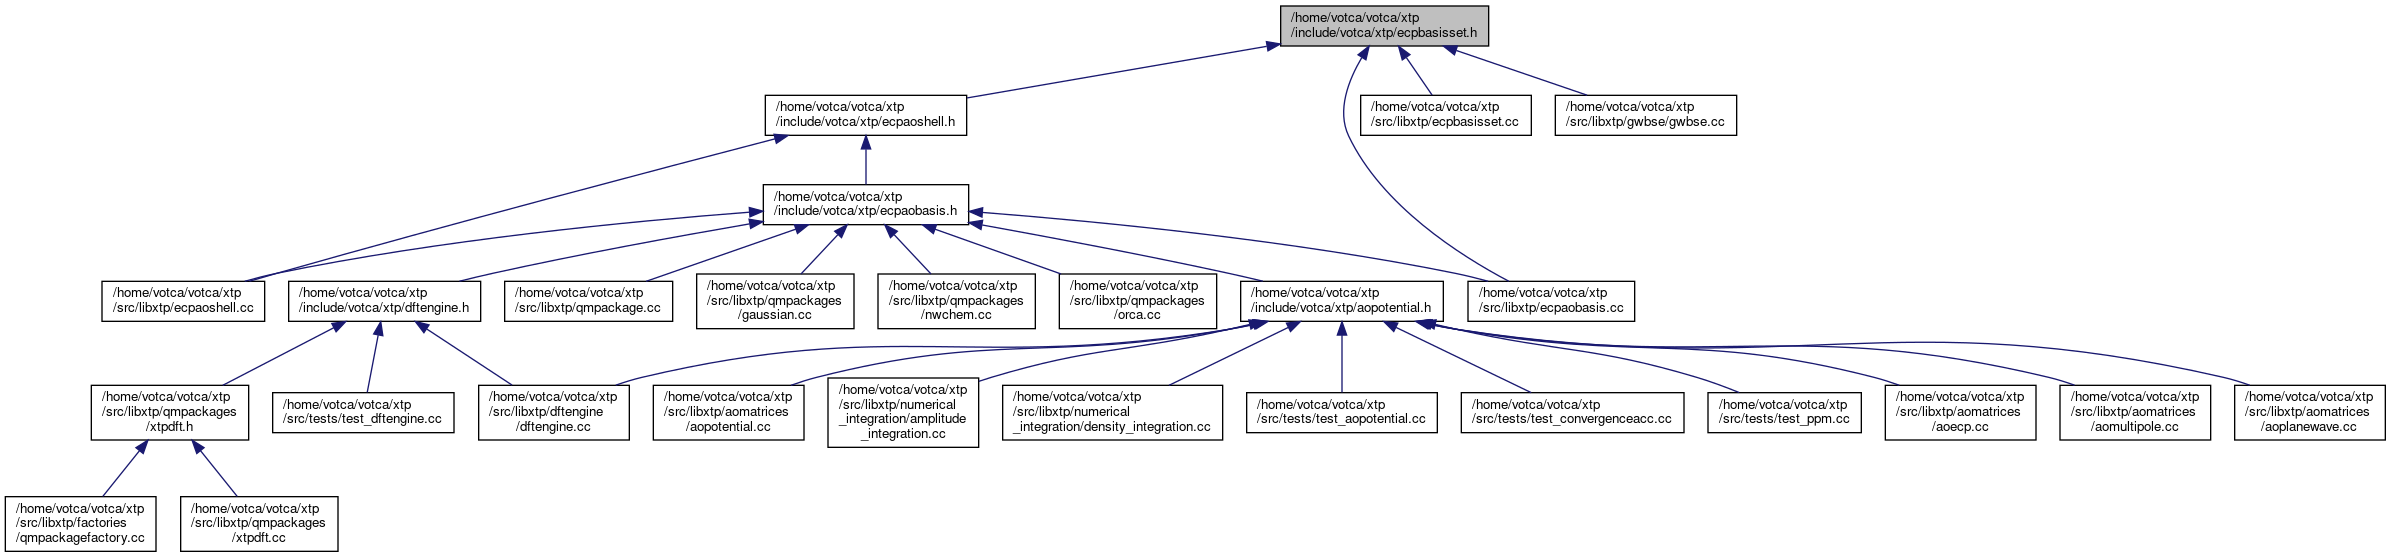 /home/votca/votca/xtp
/include/votca/xtp/ecpbasisset.h
/home/votca/votca/xtp
/include/votca/xtp/ecpaoshell.h
/home/votca/votca/xtp
/src/libxtp/ecpbasisset.cc
/home/votca/votca/xtp
/src/libxtp/gwbse/gwbse.cc
/home/votca/votca/xtp
/include/votca/xtp/ecpaobasis.h
/home/votca/votca/xtp
/src/libxtp/ecpaoshell.cc
/home/votca/votca/xtp
/include/votca/xtp/dftengine.h
/home/votca/votca/xtp
/src/libxtp/qmpackage.cc
/home/votca/votca/xtp
/src/libxtp/qmpackages
/gaussian.cc
/home/votca/votca/xtp
/src/libxtp/qmpackages
/nwchem.cc
/home/votca/votca/xtp
/src/libxtp/qmpackages
/orca.cc
/home/votca/votca/xtp
/include/votca/xtp/aopotential.h
/home/votca/votca/xtp
/src/libxtp/ecpaobasis.cc
/home/votca/votca/xtp
/src/libxtp/qmpackages
/xtpdft.h
/home/votca/votca/xtp
/src/tests/test_dftengine.cc
/home/votca/votca/xtp
/src/libxtp/dftengine
/dftengine.cc
/home/votca/votca/xtp
/src/libxtp/aomatrices
/aopotential.cc
/home/votca/votca/xtp
/src/libxtp/numerical
_integration/amplitude
_integration.cc
/home/votca/votca/xtp
/src/libxtp/numerical
_integration/density_integration.cc
/home/votca/votca/xtp
/src/tests/test_aopotential.cc
/home/votca/votca/xtp
/src/tests/test_convergenceacc.cc
/home/votca/votca/xtp
/src/tests/test_ppm.cc
/home/votca/votca/xtp
/src/libxtp/aomatrices
/aoecp.cc
/home/votca/votca/xtp
/src/libxtp/aomatrices
/aomultipole.cc
/home/votca/votca/xtp
/src/libxtp/aomatrices
/aoplanewave.cc
/home/votca/votca/xtp
/src/libxtp/factories
/qmpackagefactory.cc
/home/votca/votca/xtp
/src/libxtp/qmpackages
/xtpdft.cc